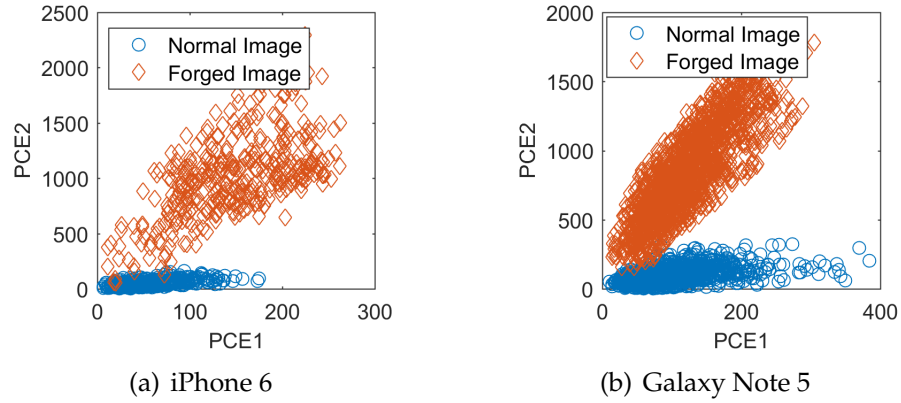 2500
2000
1500
1000
500
0
PCE2
Normal Image
Forged Image
0 100 200 300
PCE1
(a) iPhone 6
2000
1500
1000
500
0
PCE2
Normal Image
Forged Image
0 200 400
PCE1
(b) Galaxy Note 5